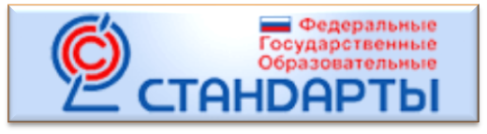 Федеральные
Государственные
Образовательные
СТАНДАРТЫ